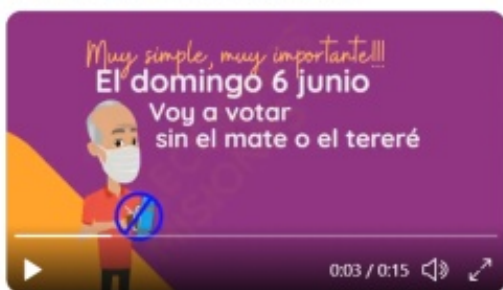 Muy simple, muy importante!!!
El domingo 6 junio
Voy a votar
sin el mate o el tereré
0:03 / 0:15